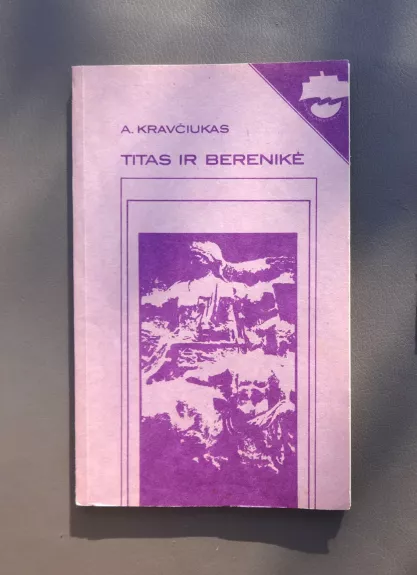 A. KRAVČIUKAS
TITAS IR BERENIKĖ